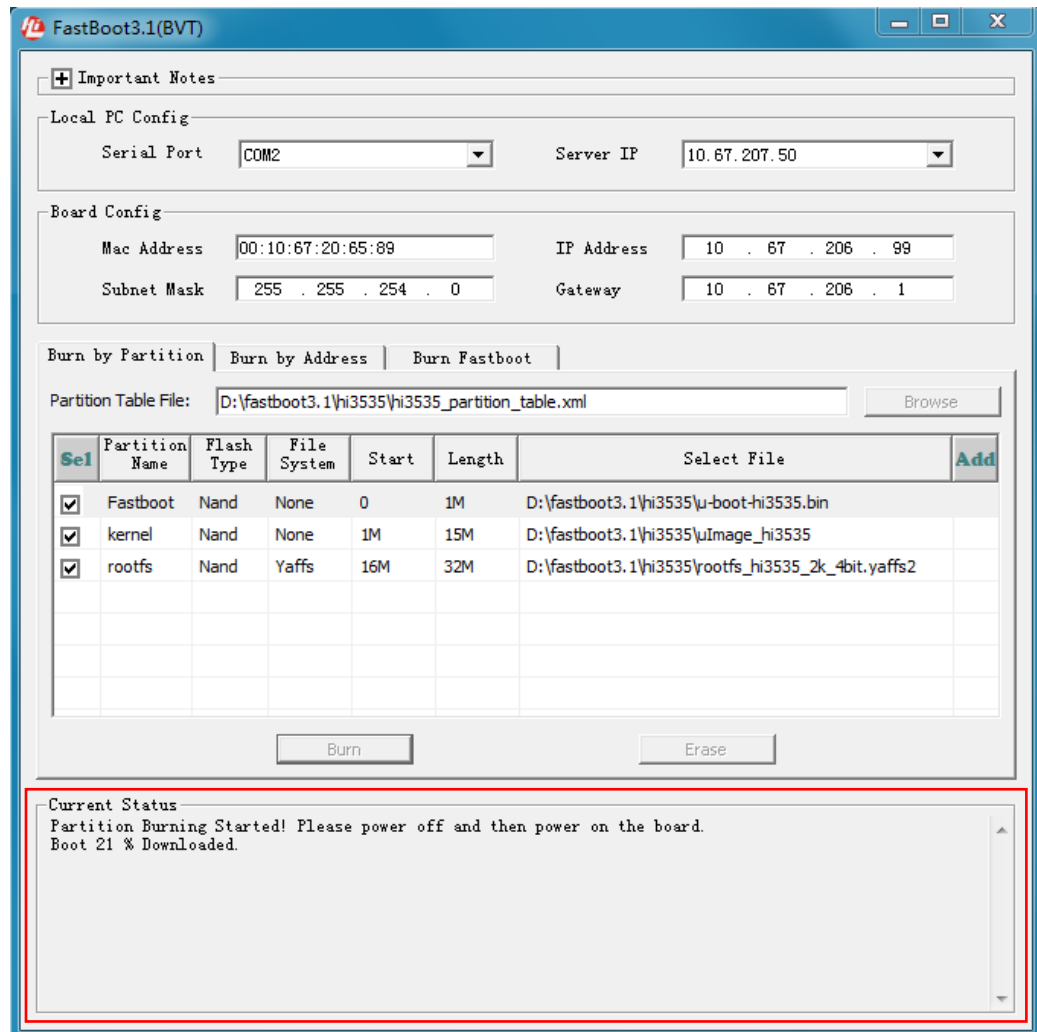 FastBoot3.1(BVT)
Important Notes
Local PC Config
Serial Port COM2 Server IP 10.67.207.50
Board Config
Mac Address 00:10:67:20:65:89 IP Address 10 . 67 . 206 . 99
Subnet Mask 255 . 255 . 254 . 0 Gateway 10 . 67 . 206 . 1
Burn by Partition Burn by Address Burn Fastboot
Partition Table File: D:\fastboot3.1\hi3535\hi3535_partition_table.xml Browse
Sel Partition Name Flash Type File System Start Length Select File Add
Fastboot Nand None 0 1M D:\fastboot3.1\hi3535\u-boot-hi3535.bin
kernel Nand None 1M 15M D:\fastboot3.1\hi3535\uImage_hi3535
rootfs Nand Yaffs 16M 32M D:\fastboot3.1\hi3535\rootfs_hi3535_2k_4bit.yaffs2
Burn Erase
Current Status
Partition Burning Started! Please power off and then power on the board.
Boot 21 % Downloaded.